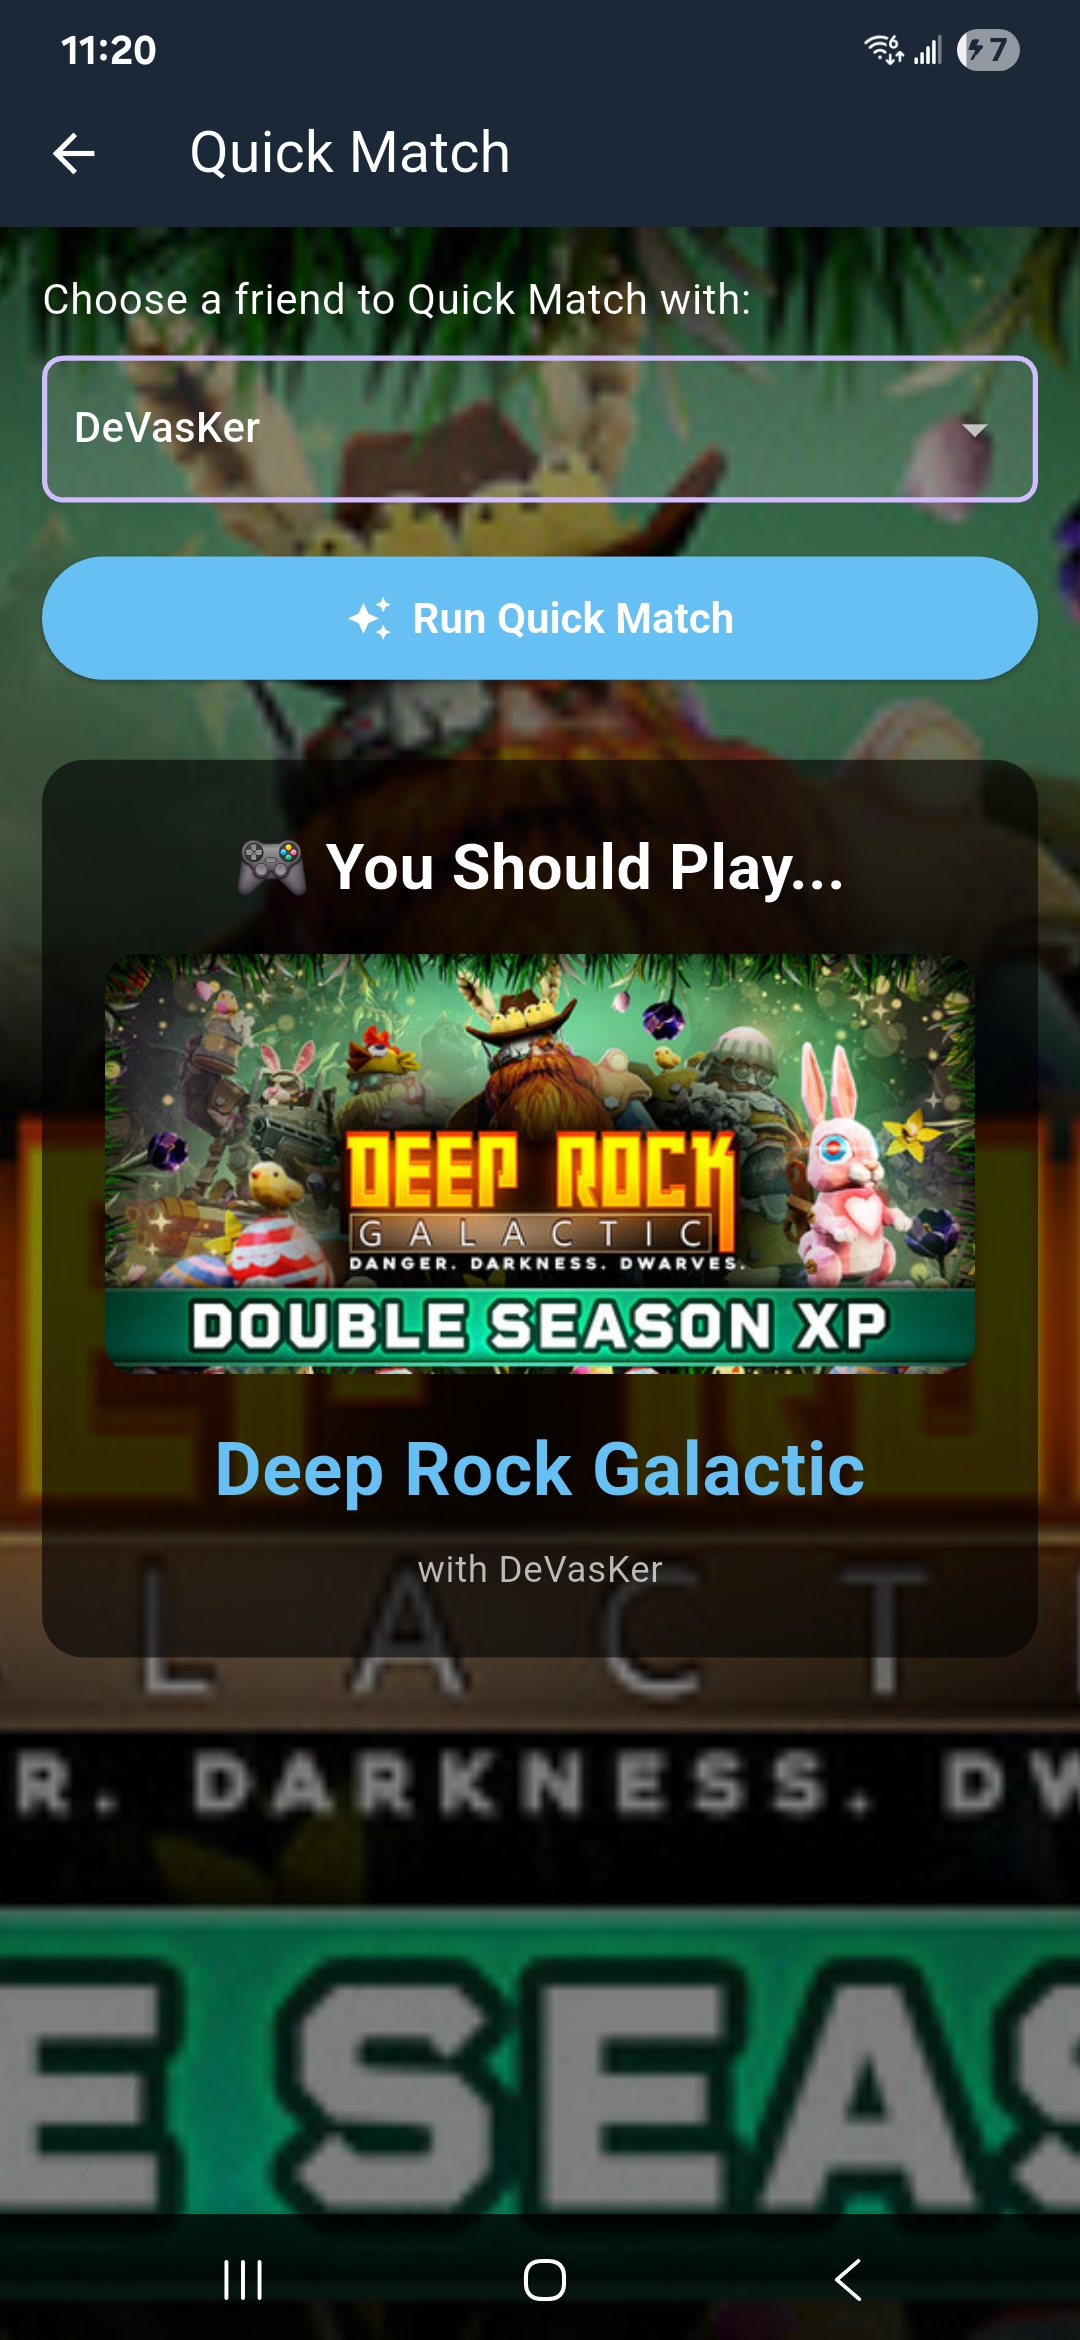 11:20
6
7
Quick Match
Choose a friend to Quick Match with:
DeVasKer
Run Quick Match
You Should Play...
DEEP ROCK
GALACTIC
DANGER. DARKNESS. DWARVES.
DOUBLE SEASON XP
Deep Rock Galactic
with DeVasKer
LACT
R. DARKNESS. DW
E SEAS